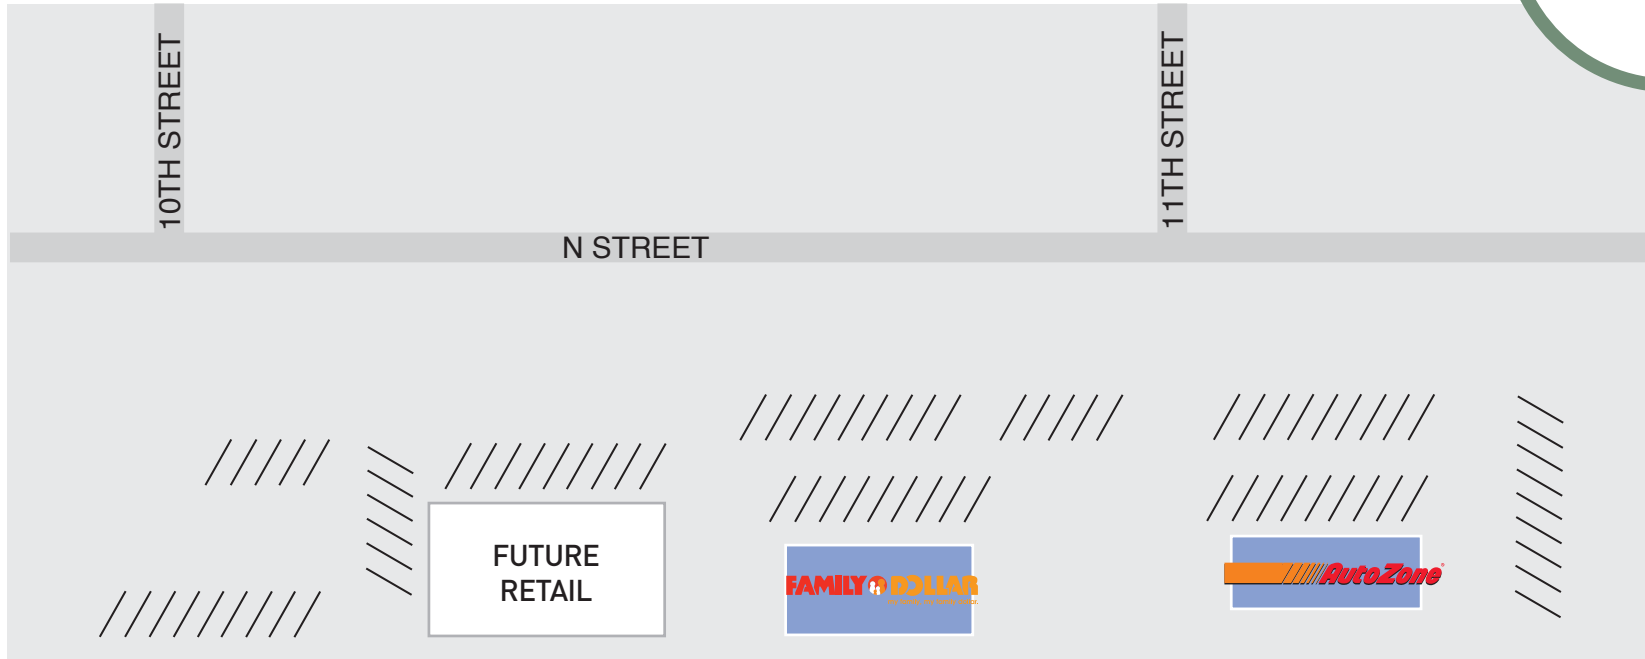 10TH STREET
11TH STREET
N STREET
FUTURE
RETAIL
FAMILY DOLLAR
AutoZone